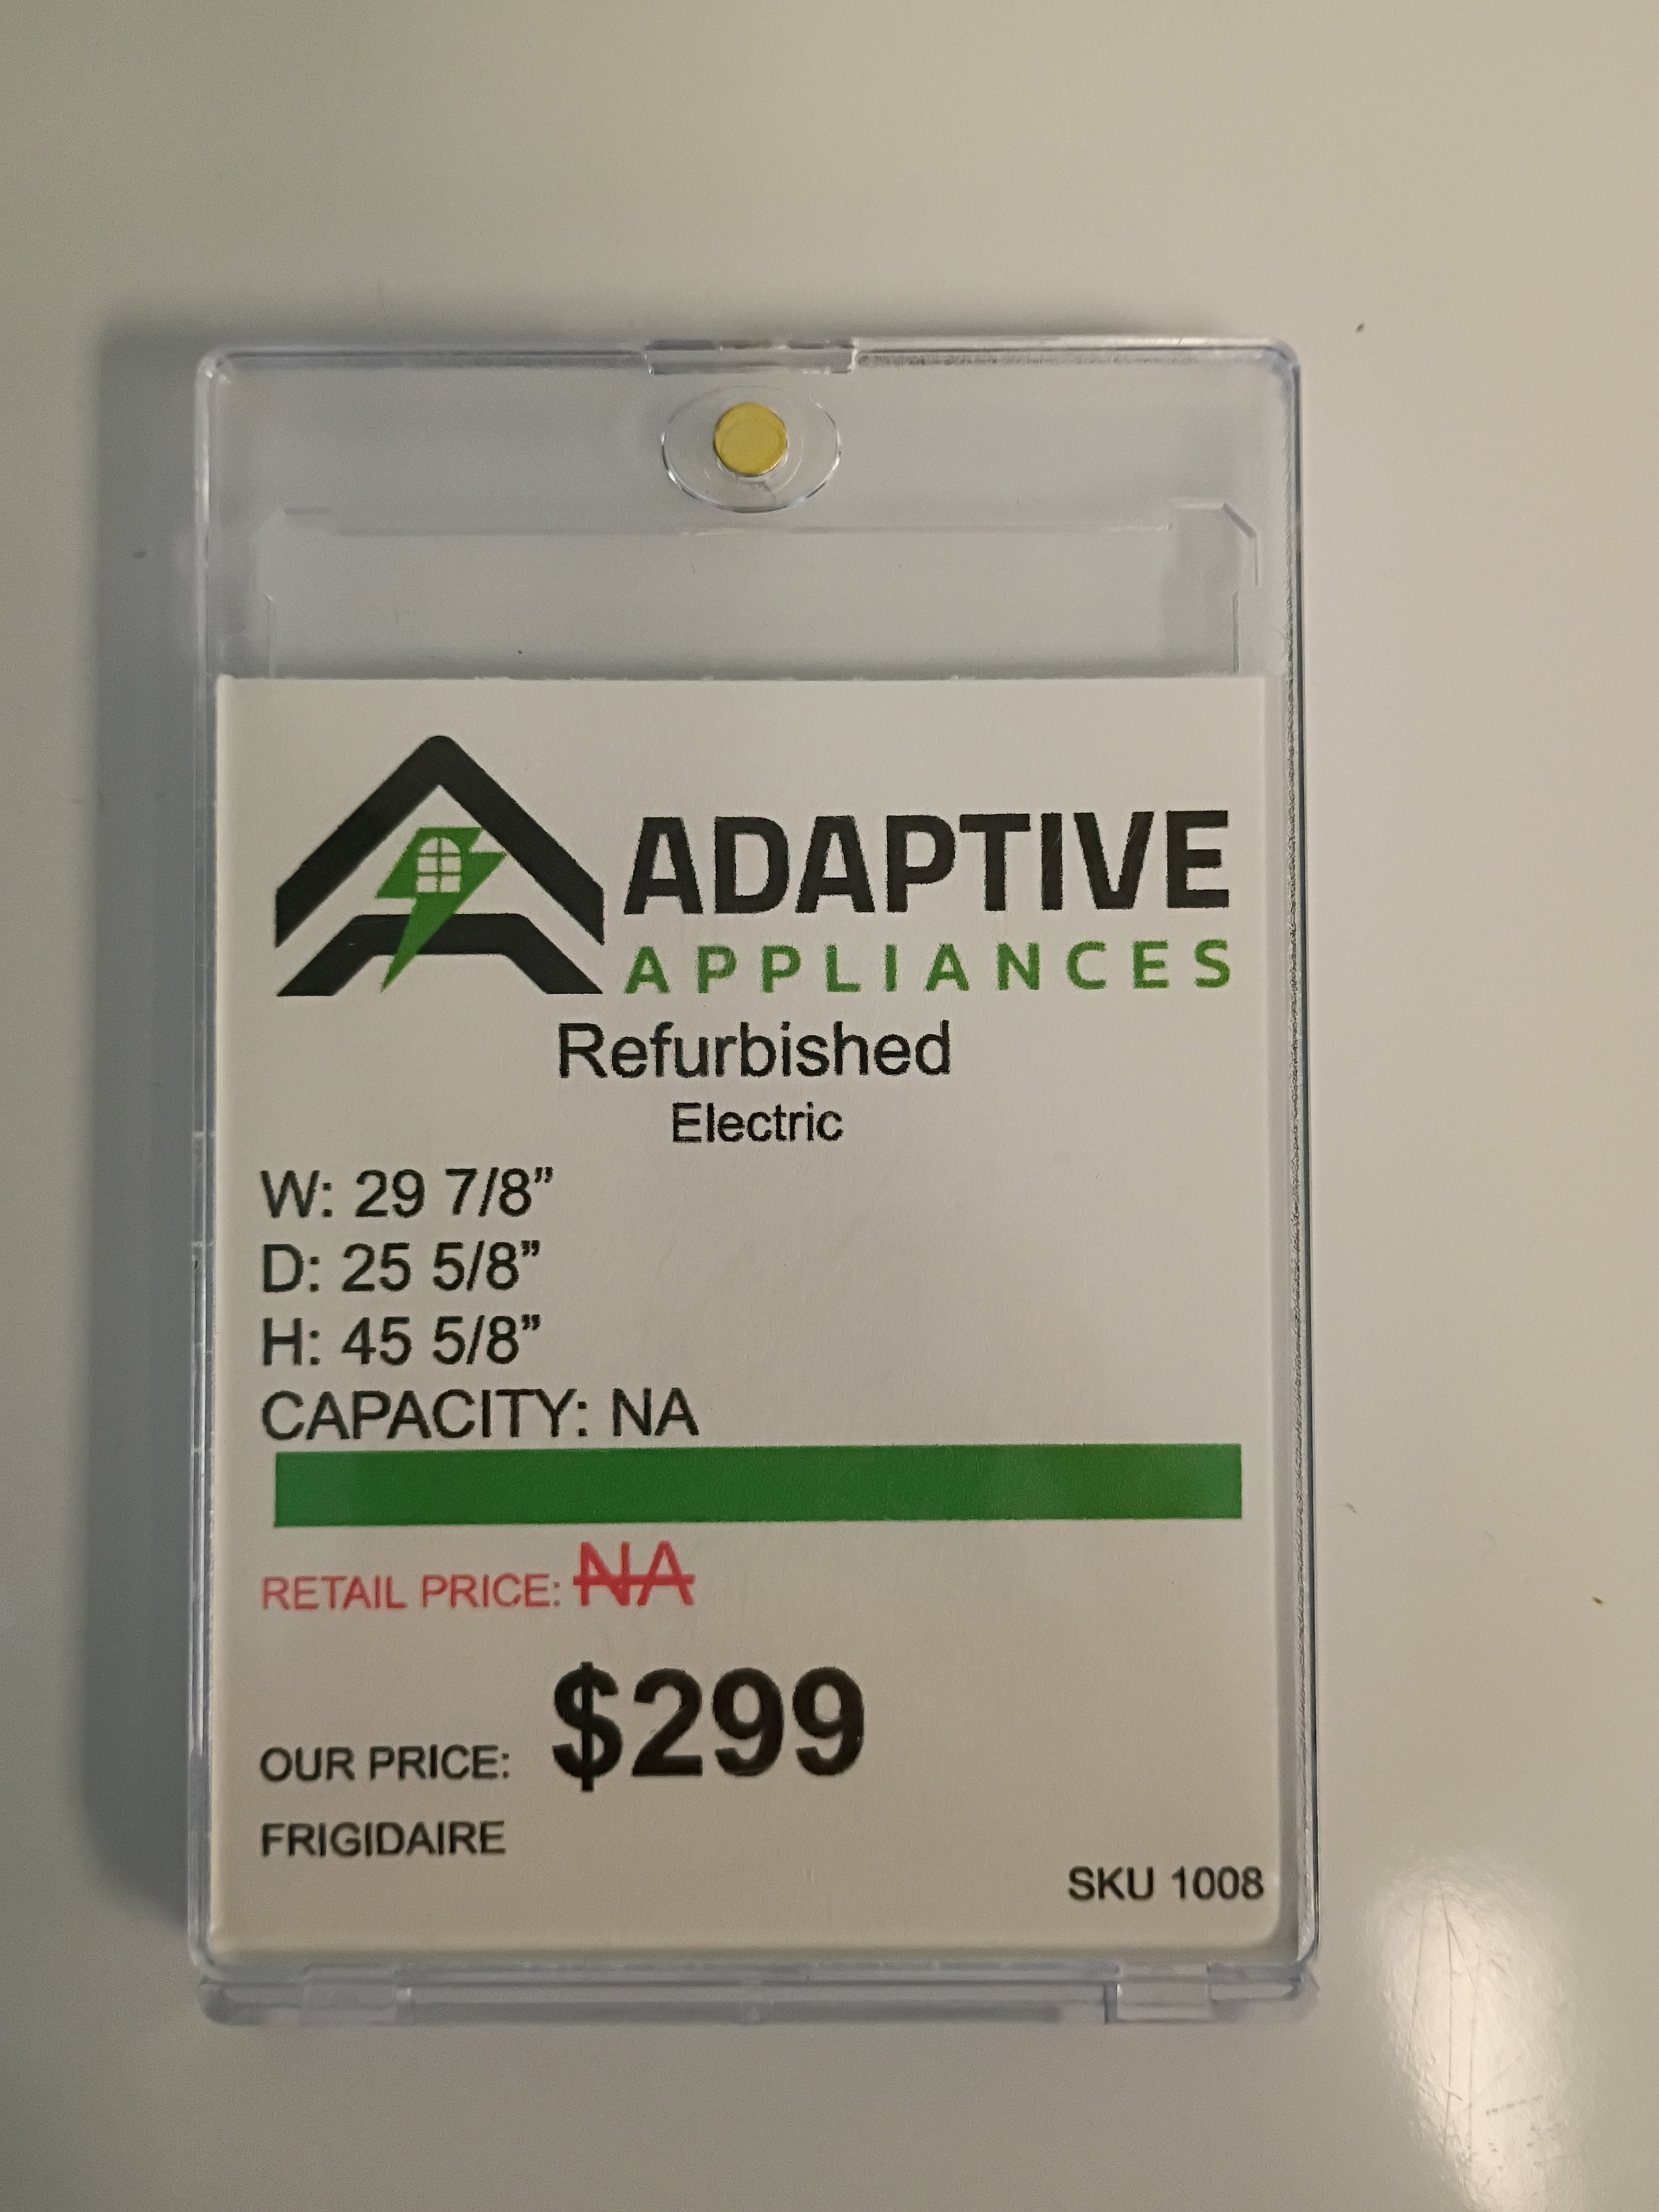 ADAPTIVE
APPLIANCES
Refurbished
Electric
W: 29 7/8”
D: 25 5/8”
H: 45 5/8”
CAPACITY: NA
RETAIL PRICE: NA
OUR PRICE: $299
FRIGIDAIRE
SKU 1008